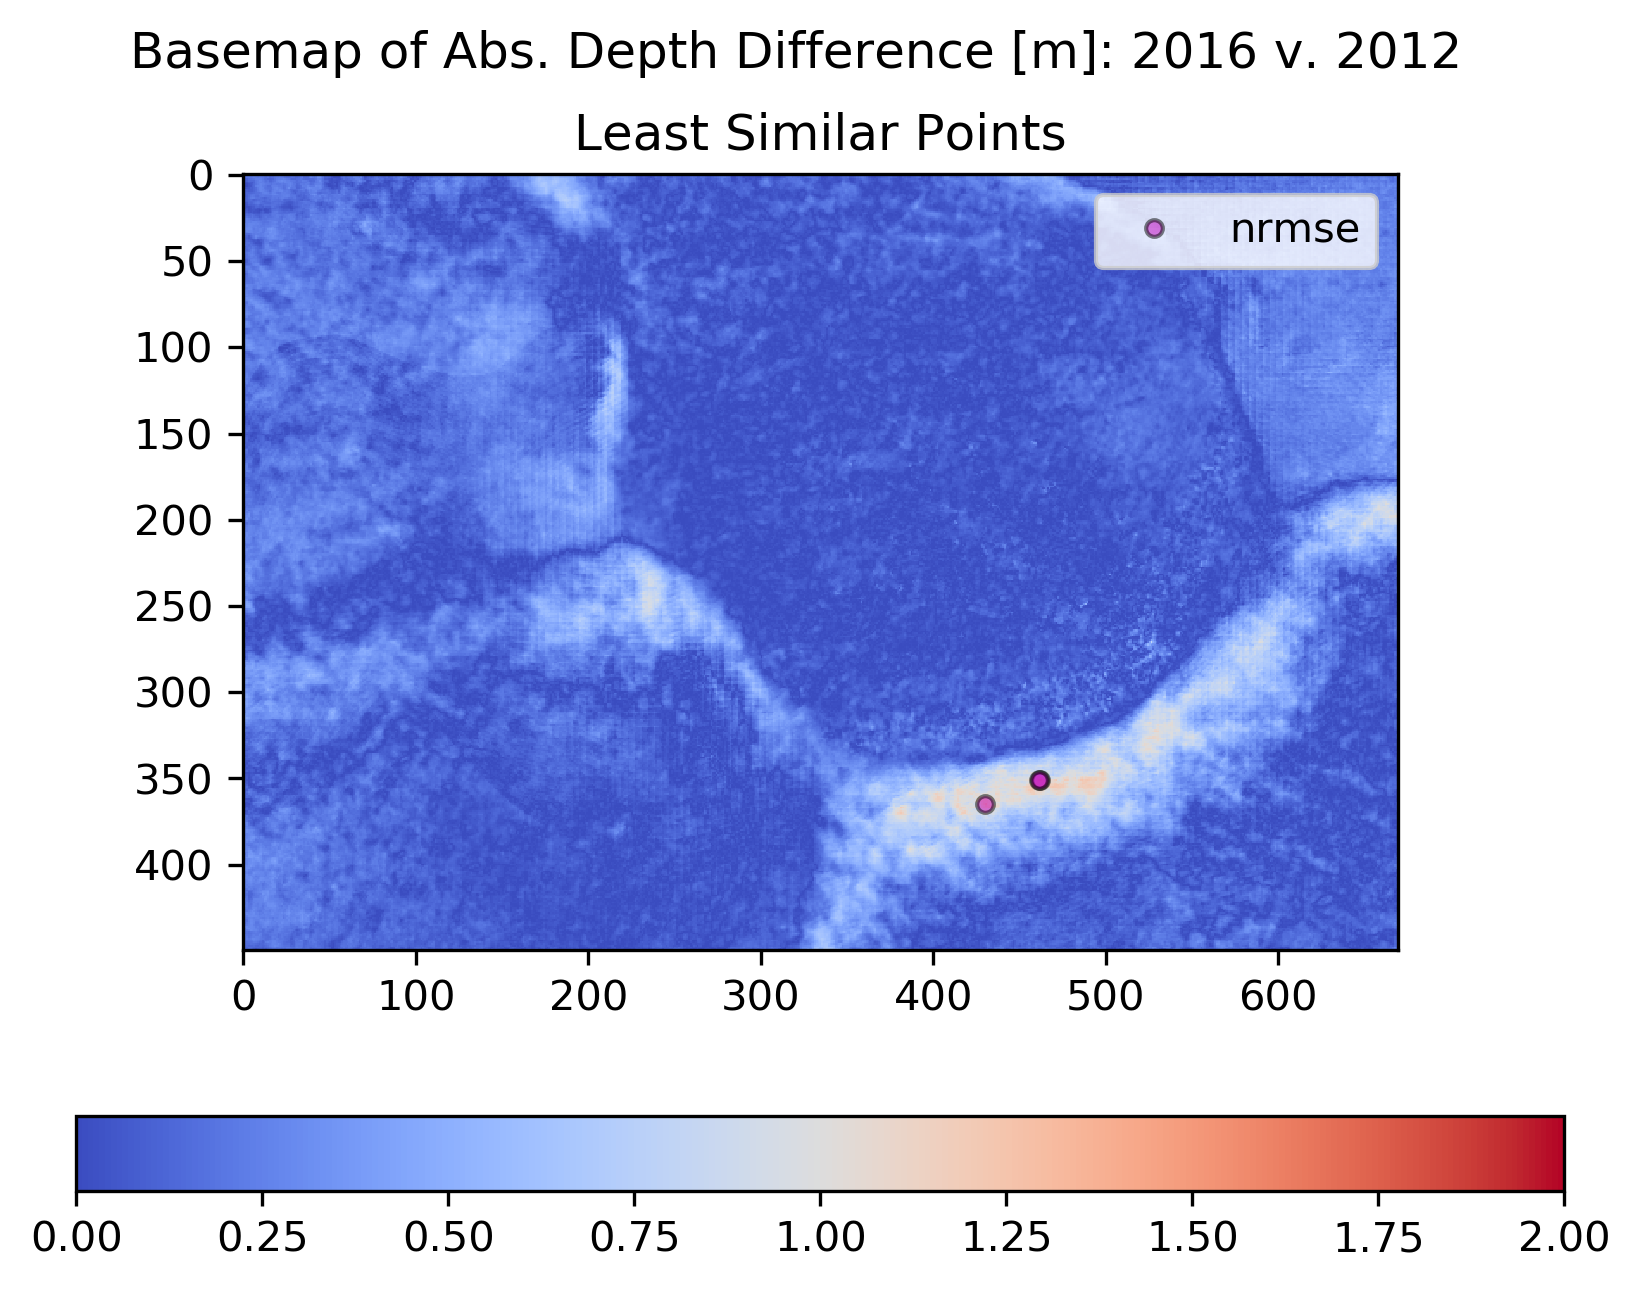 Basemap of Abs. Depth Difference [m]: 2016 v. 2012
Least Similar Points
nrmse
0
50
100
150
200
250
300
350
400
0 100 200 300 400 500 600
0.00 0.25 0.50 0.75 1.00 1.25 1.50 1.75 2.00